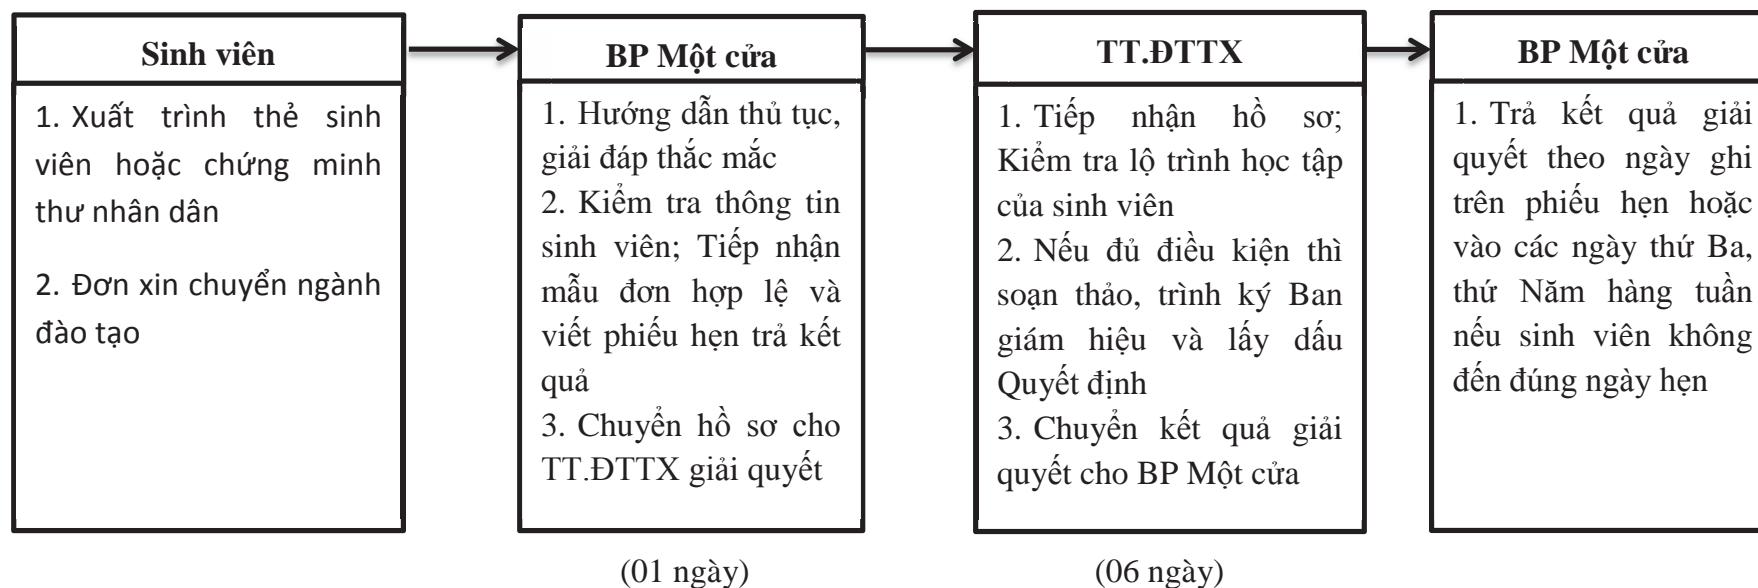 Sinh viên
1. Xuất trình thẻ sinh
viên hoặc chứng minh
thư nhân dân
2. Đơn xin chuyển ngành
đào tạo
BP Một cửa
1. Hướng dẫn thủ tục,
giải đáp thắc mắc
2. Kiểm tra thông tin
sinh viên; Tiếp nhận
mẫu đơn hợp lệ và
viết phiếu hẹn trả kết
quả
3. Chuyển hồ sơ cho
TT.ĐTTX giải quyết
(01 ngày)
TT.ĐTTX
1. Tiếp nhận hồ sơ;
Kiểm tra lộ trình học tập
của sinh viên
2. Nếu đủ điều kiện thì
soạn thảo, trình ký Ban
giám hiệu và lấy dấu
Quyết định
3. Chuyển kết quả giải
quyết cho BP Một cửa
(06 ngày)
BP Một cửa
1. Trả kết quả giải
quyết theo ngày ghi
trên phiếu hẹn hoặc
vào các ngày thứ Ba,
thứ Năm hàng tuần
nếu sinh viên không
đến đúng ngày hẹn